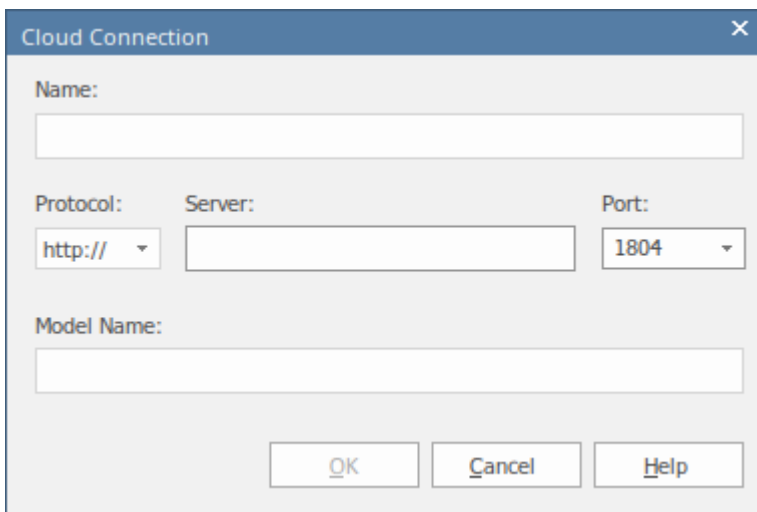 Cloud Connection
Name:
Protocol: Server: Port:
http:// 1804
Model Name:
OK Cancel Help